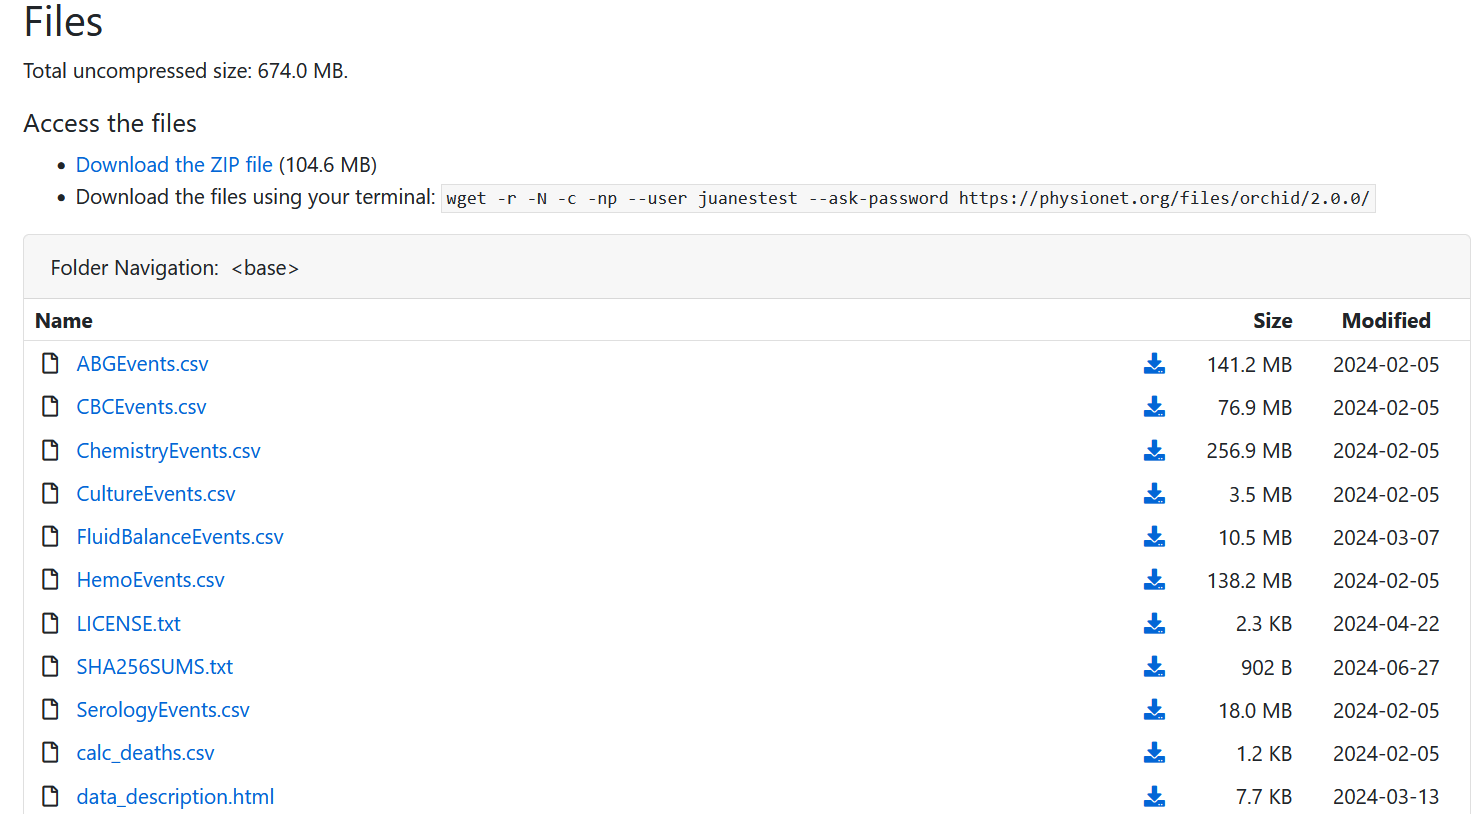 Files
Total uncompressed size: 674.0 MB.
Access the files
Download the ZIP file (104.6 MB)
Download the files using your terminal: wget -r -N -c -np --user juanestest --ask-password https://physionet.org/files/orchid/2.0.0/
Folder Navigation: <base>
Name Size Modified
ABGEvents.csv 141.2 MB 2024-02-05
CBCEvents.csv 76.9 MB 2024-02-05
ChemistryEvents.csv 256.9 MB 2024-02-05
CultureEvents.csv 3.5 MB 2024-02-05
FluidBalanceEvents.csv 10.5 MB 2024-03-07
HemoEvents.csv 138.2 MB 2024-02-05
LICENSE.txt 2.3 KB 2024-04-22
SHA256SUMS.txt 902 B 2024-06-27
SerologyEvents.csv 18.0 MB 2024-02-05
calc_deaths.csv 1.2 KB 2024-02-05
data_description.html 7.7 KB 2024-03-13